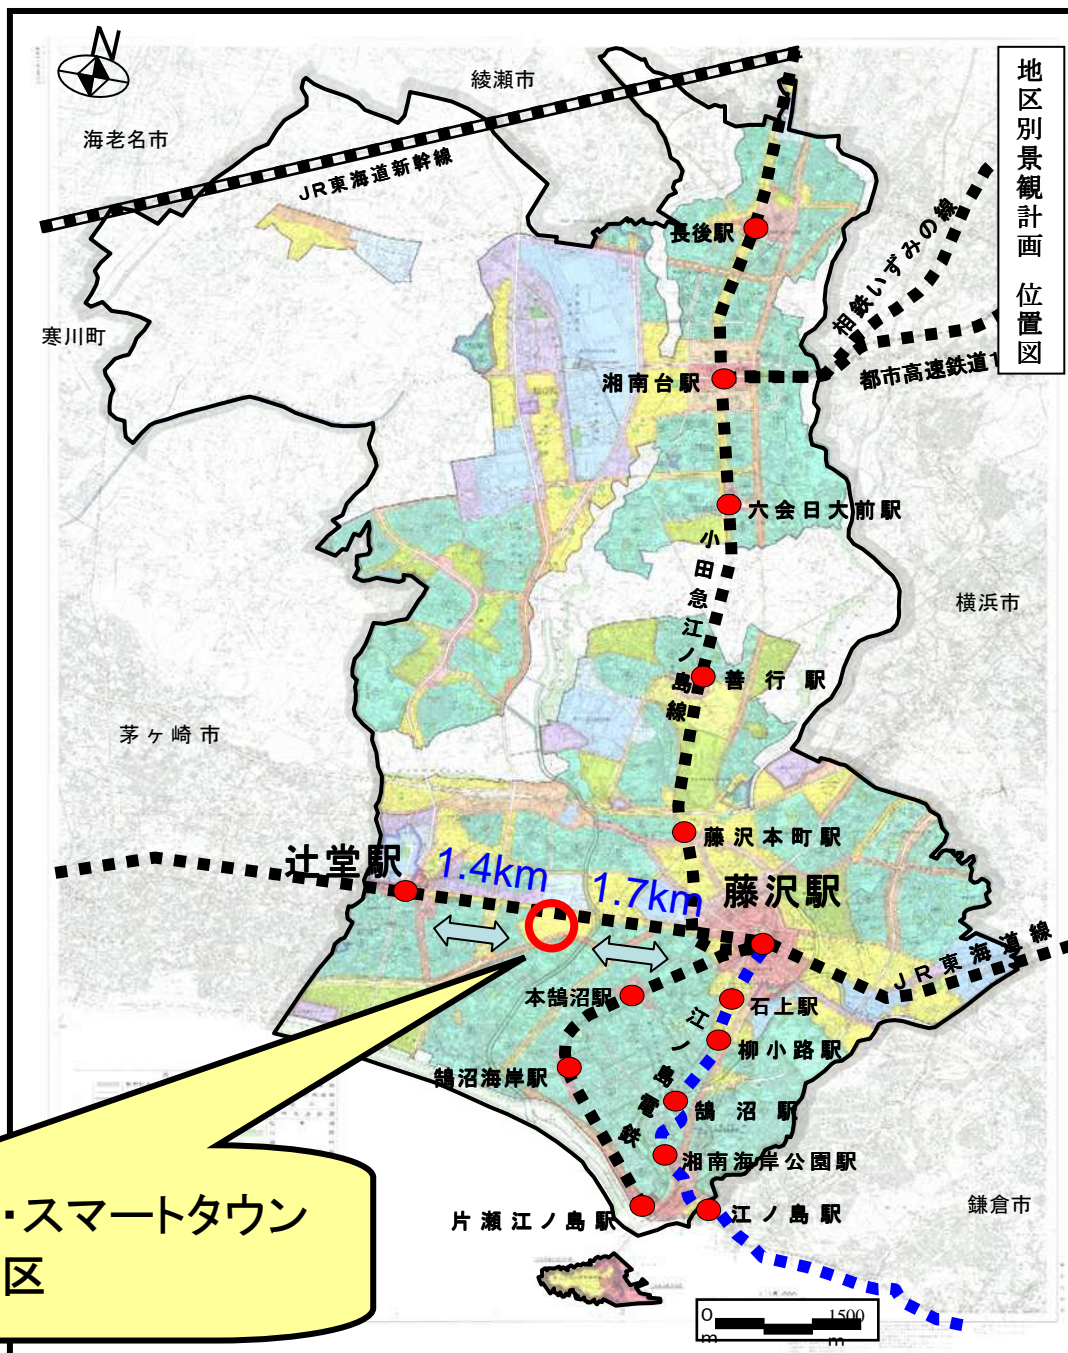 N
地区別景観計画 位置図
綾瀬市
海老名市
JR東海道新幹線
長後駅
相鉄いずみの線
寒川町
都市高速鉄道1
湘南台駅
六会日大前駅
小田急江ノ島線
横浜市
善行駅
茅ヶ崎市
藤沢本町駅
辻堂駅
1.4km
1.7km
藤沢駅
JR東海道線
本鵠沼駅
石上駅
江ノ島電鉄
柳小路駅
鵠沼海岸駅
鵠沼駅
湘南海岸公園駅
・スマートタウン
区
片瀬江ノ島駅
江ノ島駅
鎌倉市
0 1500
m m